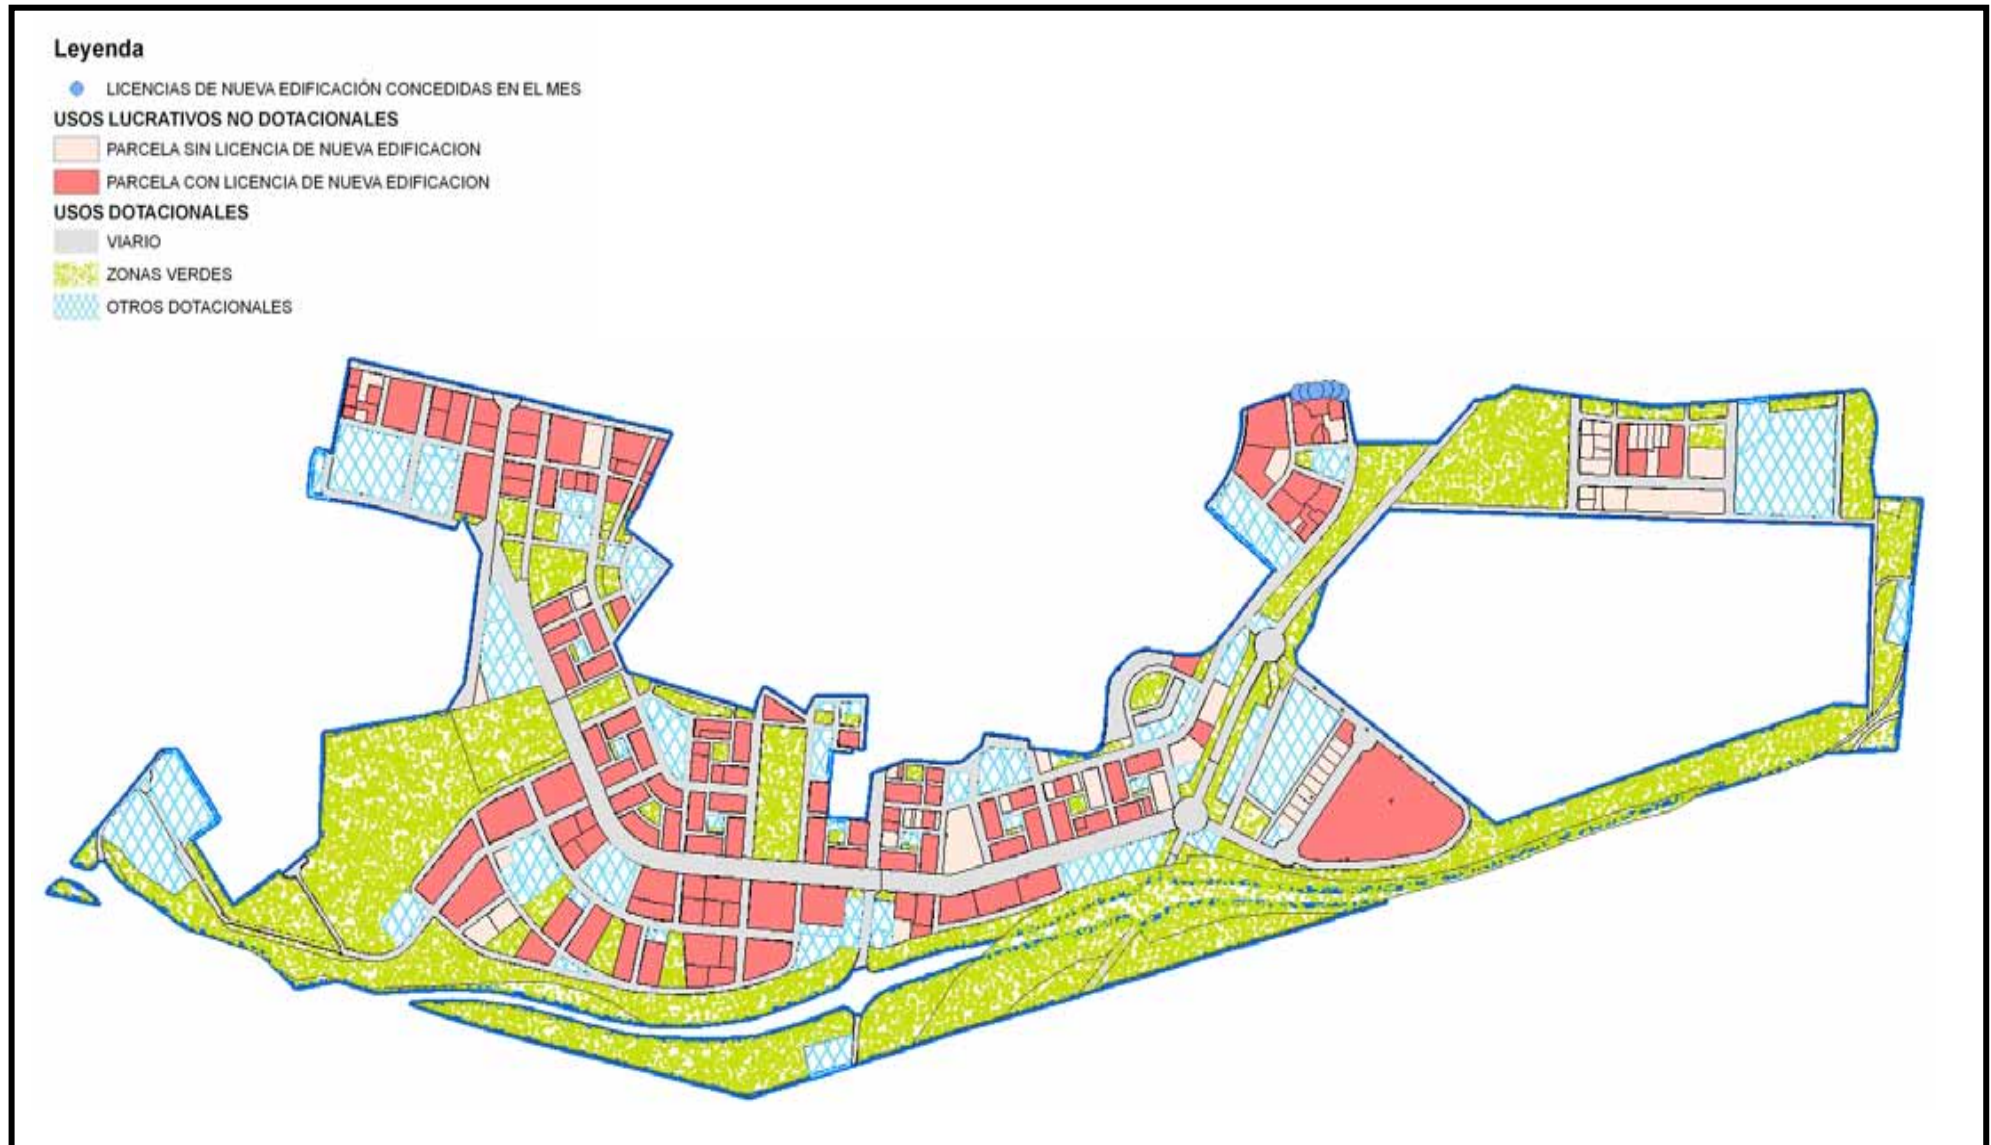 Leyenda
LICENCIAS DE NUEVA EDIFICACIÓN CONCEDIDAS EN EL MES
USOS LUCRATIVOS NO DOTACIONALES
PARCELA SIN LICENCIA DE NUEVA EDIFICACION
PARCELA CON LICENCIA DE NUEVA EDIFICACION
USOS DOTACIONALES
VIARIO
ZONAS VERDES
OTROS DOTACIONALES